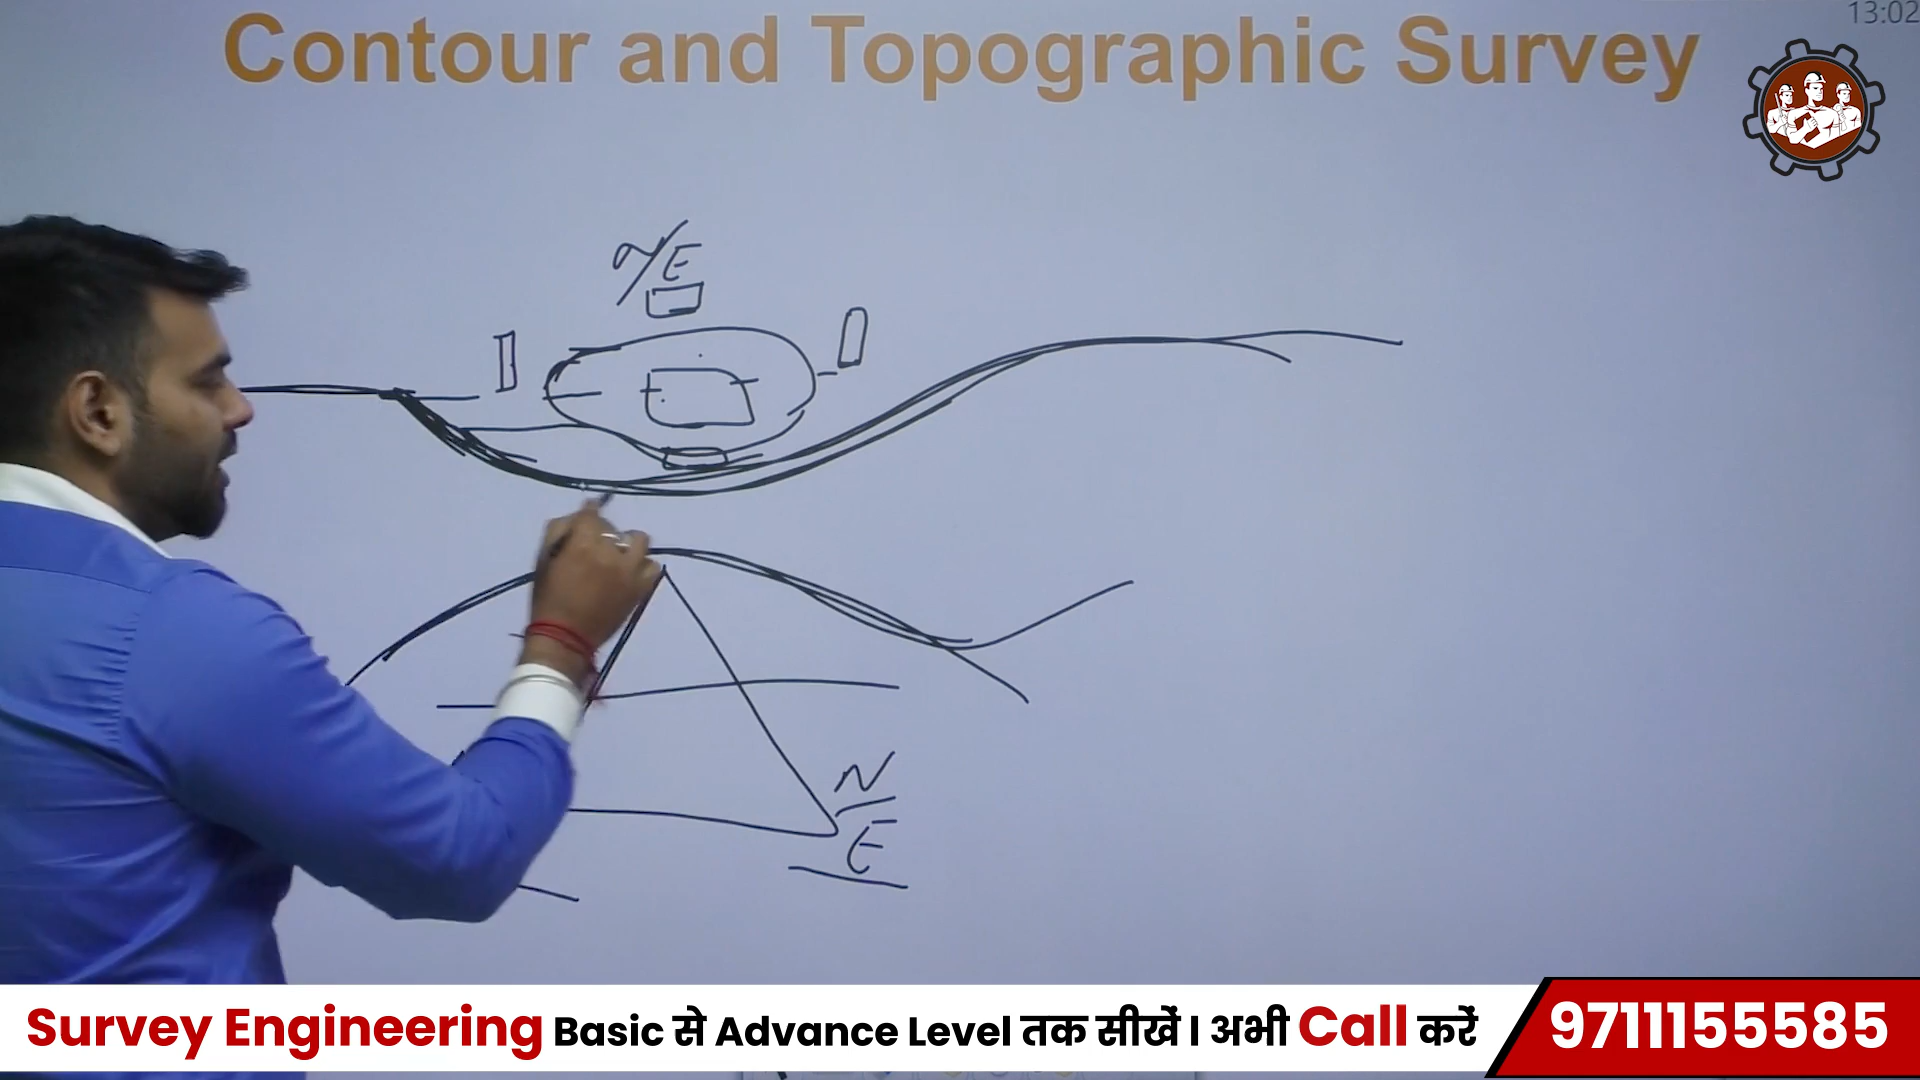 13:02
Contour and Topographic Survey
N/E
N
E
Survey Engineering Basic से Advance Level तक सीखें। अभी Call करें
9711155585